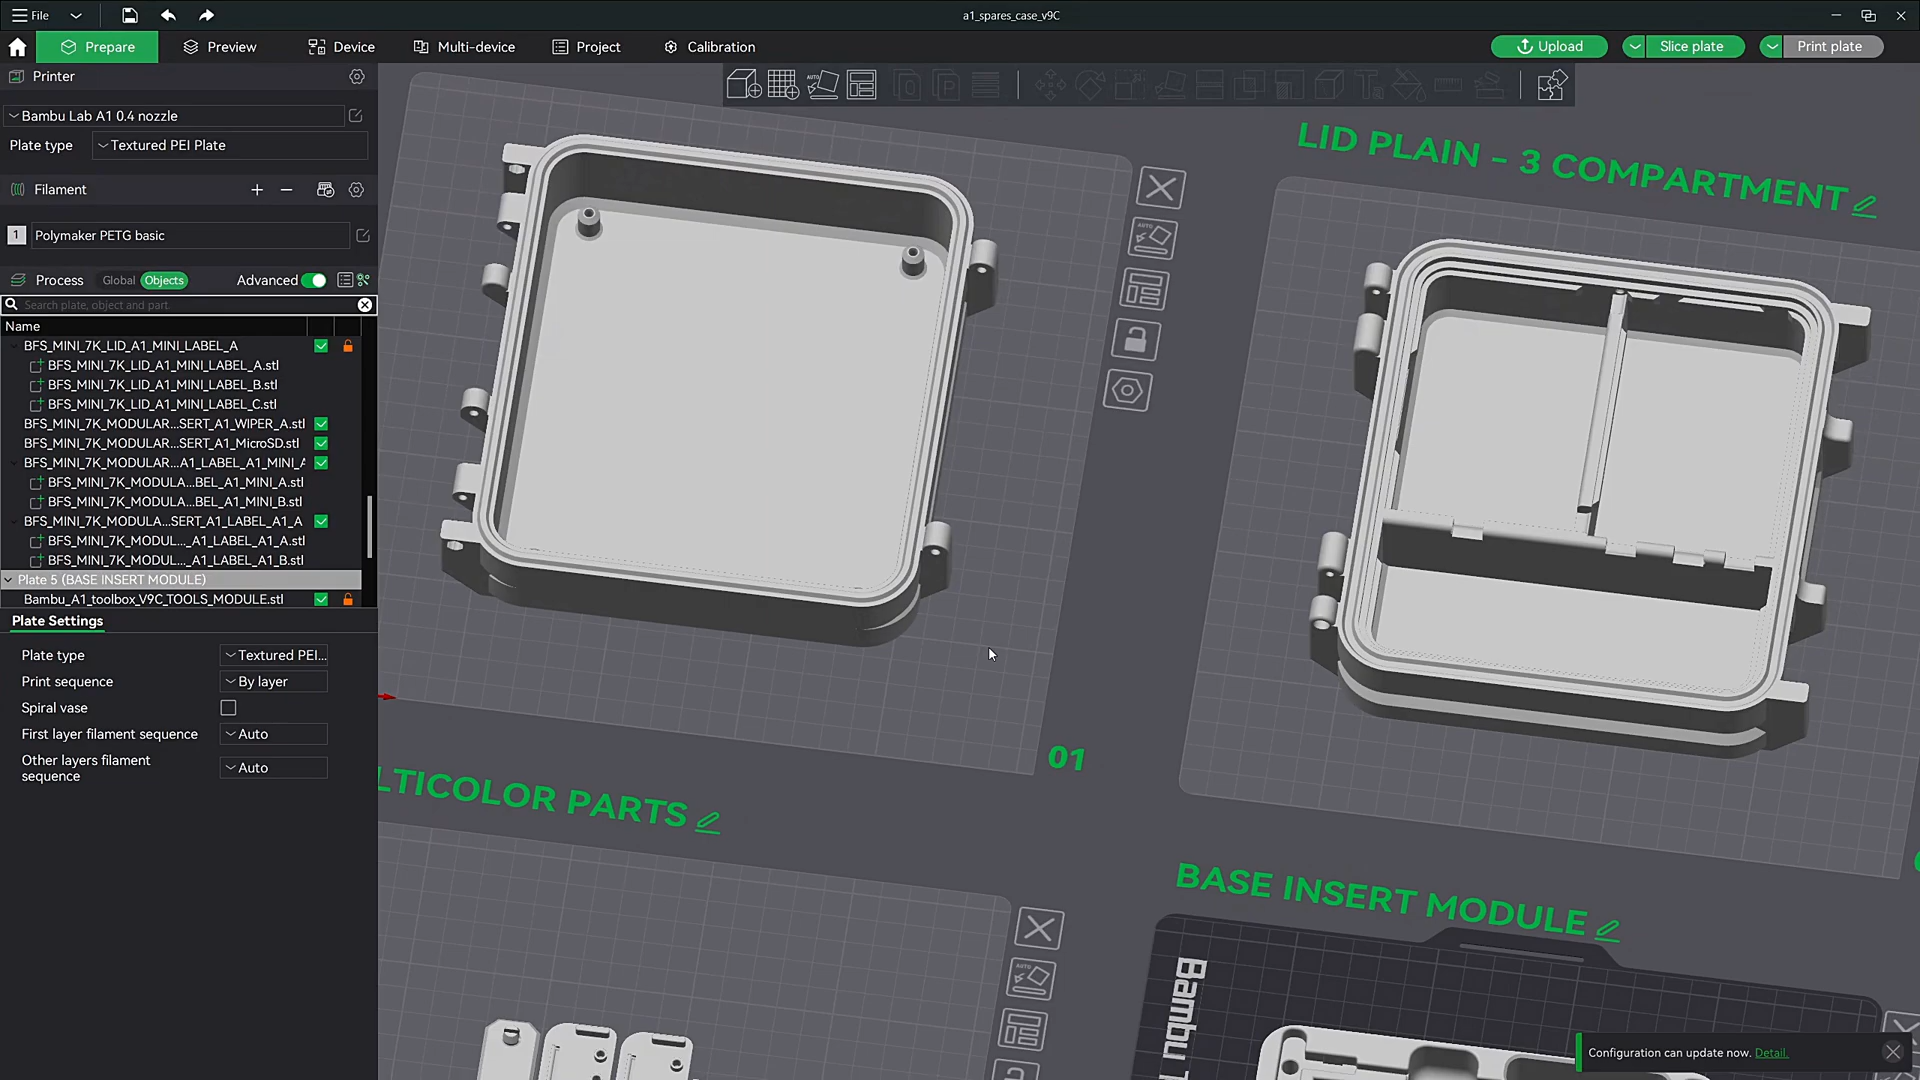 File
a1_spares_case_v9C
Prepare
Preview
Device
Multi-device
Project
Calibration
Upload
Slice plate
Print plate
Printer
Bambu Lab A1 0.4 nozzle
Plate type
Textured PEI Plate
Filament
1
Polymaker PETG basic
Process
Global
Objects
Advanced
Search plate, object and part.
Name
BFS_MINI_7K_LID_A1_MINI_LABEL_A
BFS_MINI_7K_LID_A1_MINI_LABEL_A.stl
BFS_MINI_7K_LID_A1_MINI_LABEL_B.stl
BFS_MINI_7K_LID_A1_MINI_LABEL_C.stl
BFS_MINI_7K_MODULAR...SERT_A1_WIPER_A.stl
BFS_MINI_7K_MODULAR...SERT_A1_MicroSD.stl
BFS_MINI_7K_MODULAR...A1_LABEL_A1_MINI_A
BFS_MINI_7K_MODULA...BEL_A1_MINI_A.stl
BFS_MINI_7K_MODULA...BEL_A1_MINI_B.stl
BFS_MINI_7K_MODULA...SERT_A1_LABEL_A1_A
BFS_MINI_7K_MODUL..._A1_LABEL_A1_A.stl
BFS_MINI_7K_MODUL..._A1_LABEL_A1_B.stl
Plate 5 (BASE INSERT MODULE)
Bambu_A1_toolbox_V9C_TOOLS_MODULE.stl
Plate Settings
Plate type
Textured PEI...
Print sequence
By layer
Spiral vase
First layer filament sequence
Auto
Other layers filament
sequence
Auto
LID PLAIN - 3 COMPARTMENT
AUTO
01
LTICOLOR PARTS
BASE INSERT MODULE
AUTO
Bambu
Configuration can update now. Detail.